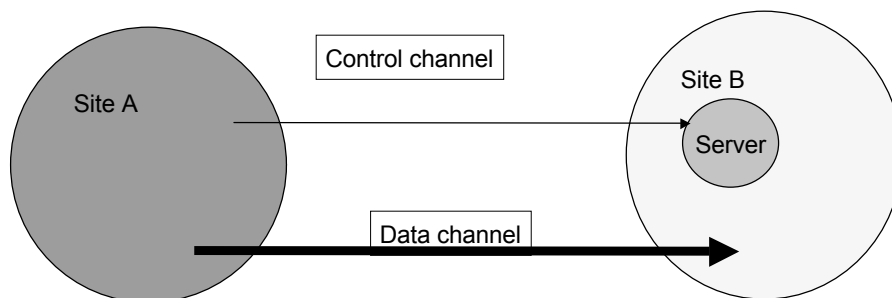 Control channel
Site A
Site B
Server
Data channel